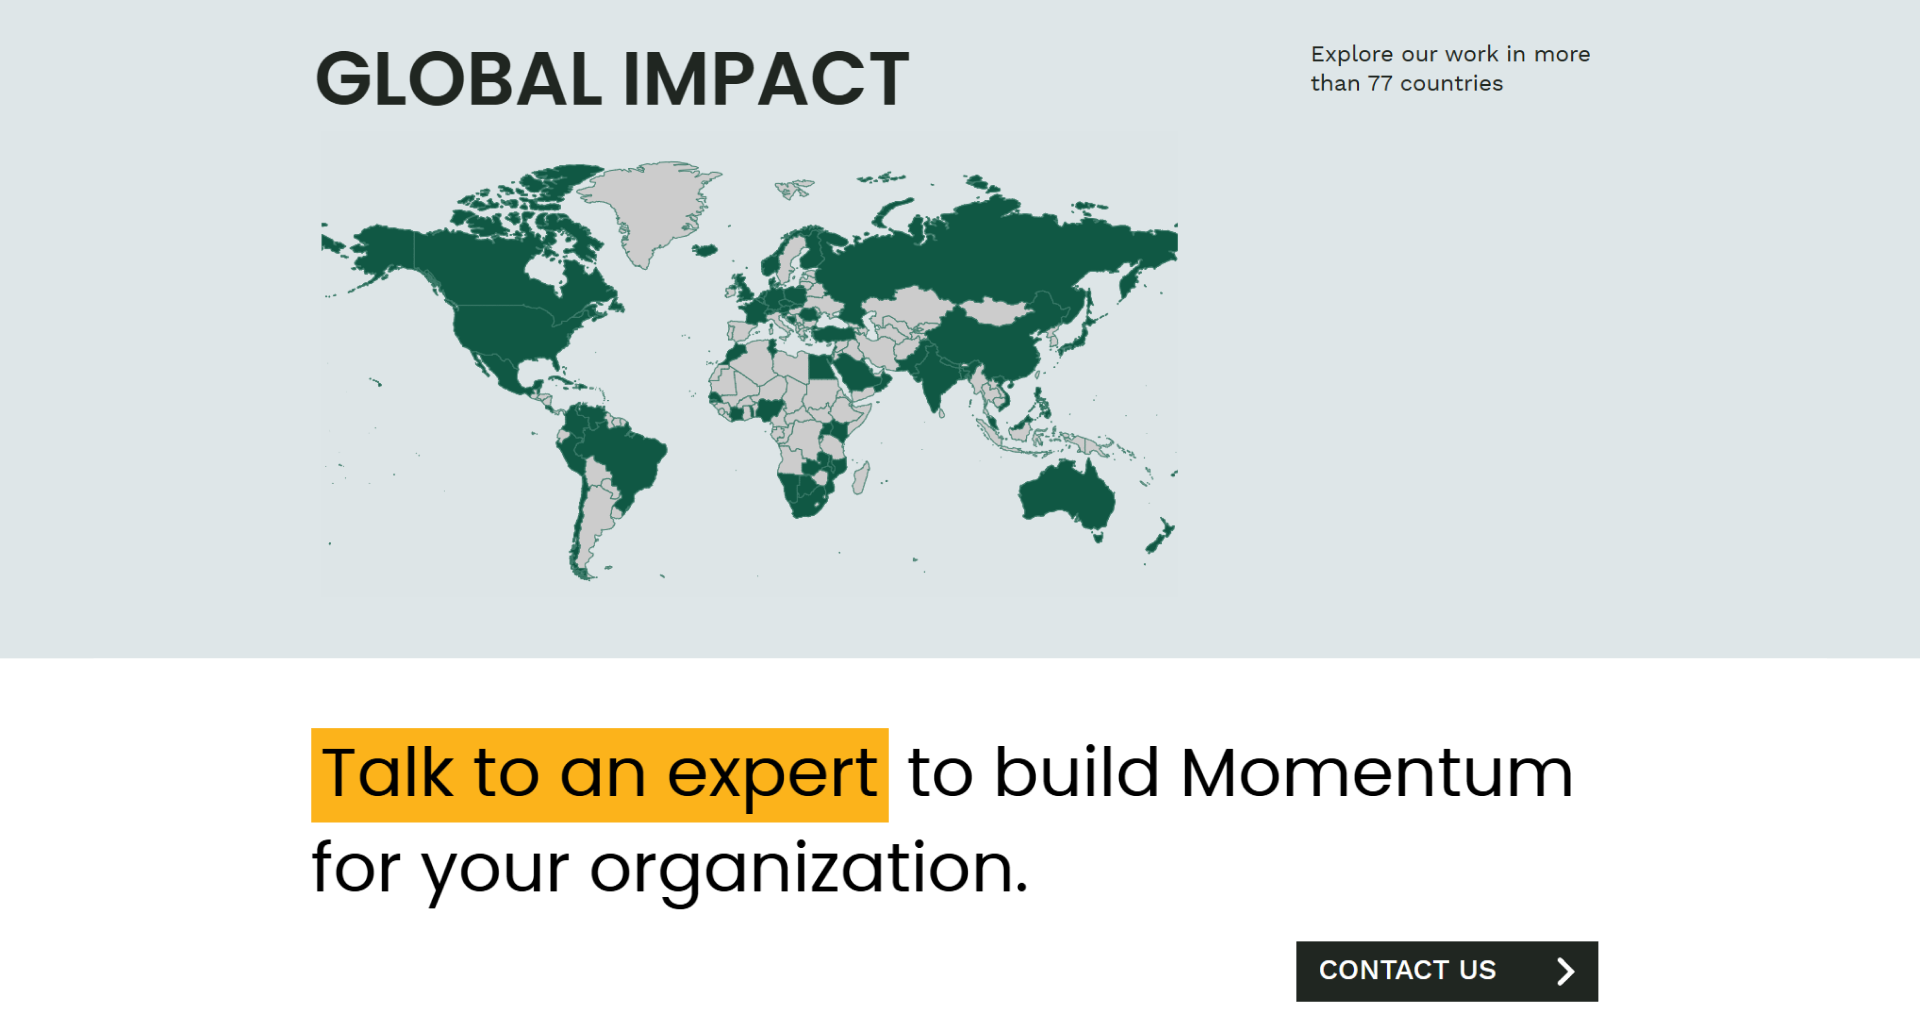 GLOBAL IMPACT
Explore our work in more
than 77 countries
Talk to an expert to build Momentum
for your organization.
CONTACT US